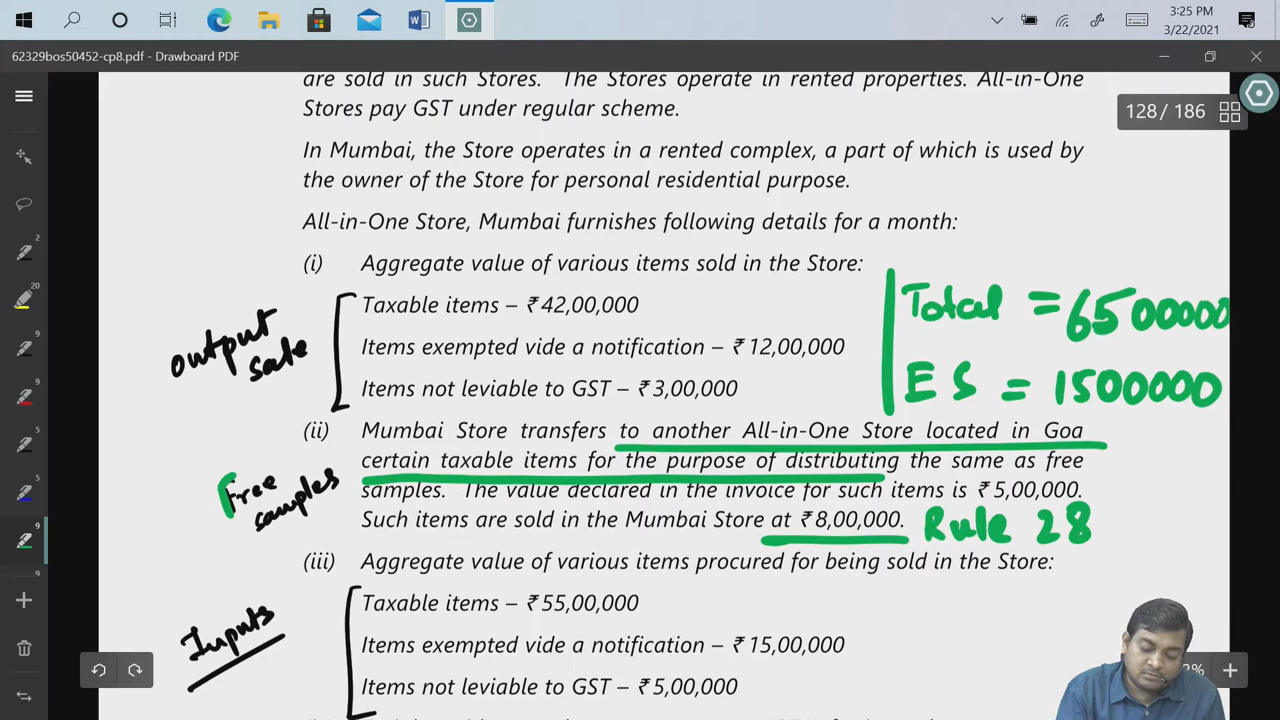 3:25 PM
3/22/2021
62329bos50452-cp8.pdf - Drawboard PDF
are sold in such Stores. The Stores operate in rented properties. All-in-One
Stores pay GST under regular scheme.
128 / 186
In Mumbai, the Store operates in a rented complex, a part of which is used by
the owner of the Store for personal residential purpose.
All-in-One Store, Mumbai furnishes following details for a month:
(i) Aggregate value of various items sold in the Store:
Taxable items – ₹ 42,00,000
Total = 6500000
output
sale
Items exempted vide a notification – ₹ 12,00,000
Items not leviable to GST – ₹ 3,00,000
ES = 1500000
(ii) Mumbai Store transfers to another All-in-One Store located in Goa
certain taxable items for the purpose of distributing the same as free
Free
samples
samples. The value declared in the invoice for such items is ₹ 5,00,000.
Such items are sold in the Mumbai Store at ₹ 8,00,000. Rule 28
(iii) Aggregate value of various items procured for being sold in the Store:
Taxable items – ₹ 55,00,000
Inputs
Items exempted vide a notification – ₹ 15,00,000
Items not leviable to GST – ₹ 5,00,000
2
20
9
9
5
5
9
9
%